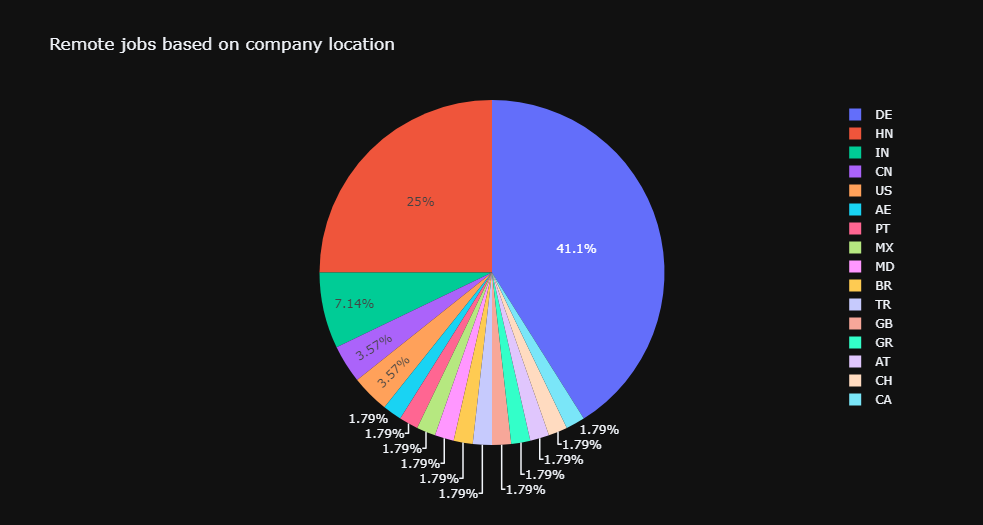 Remote jobs based on company location
41.1%
25%
7.14%
3.57%
3.57%
1.79%
1.79%
1.79%
1.79%
1.79%
1.79%
1.79%
1.79%
1.79%
1.79%
1.79%
DE
HN
IN
CN
US
AE
PT
MX
MD
BR
TR
GB
GR
AT
CH
CA